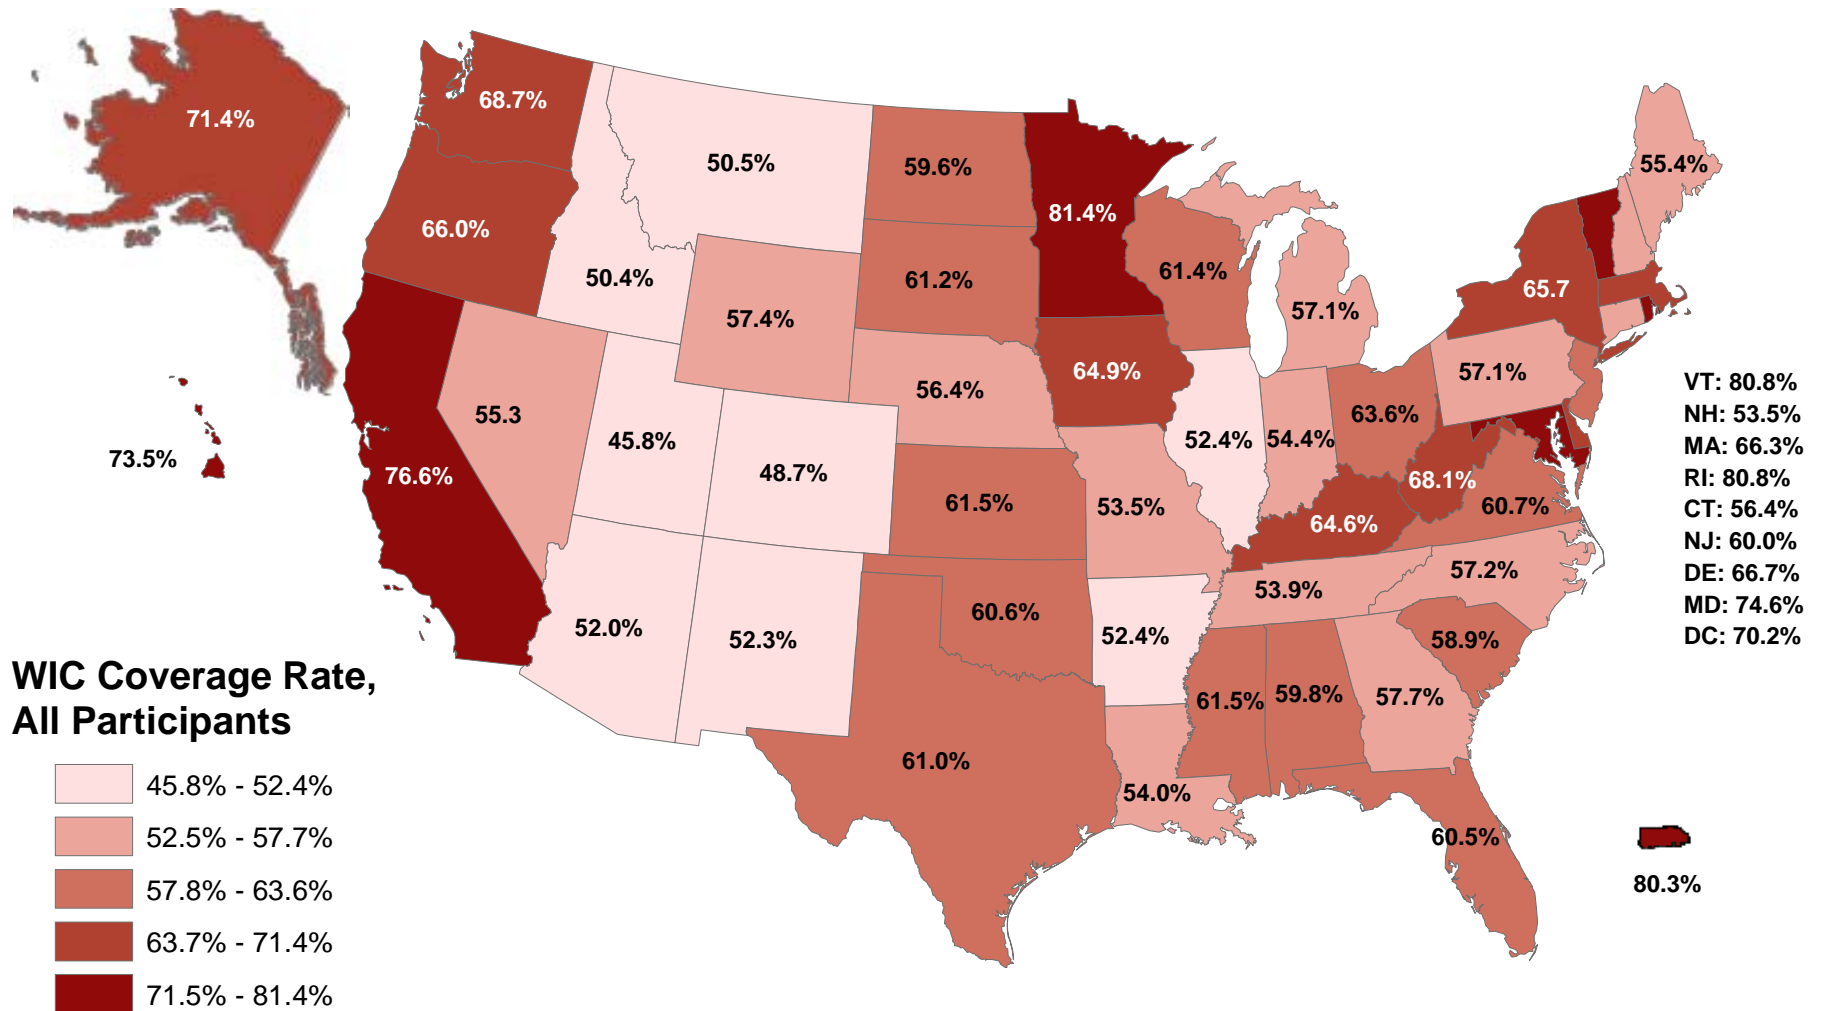 71.4%
68.7%
50.5%
59.6%
55.4%
81.4%
66.0%
61.4%
50.4%
61.2%
65.7
57.1%
57.4%
64.9%
57.1%
56.4%
55.3
63.6%
45.8%
52.4%
54.4%
73.5%
76.6%
48.7%
68.1%
61.5%
53.5%
60.7%
64.6%
57.2%
53.9%
60.6%
52.0%
52.3%
52.4%
58.9%
61.5%
59.8%
57.7%
61.0%
54.0%
60.5%
80.3%
VT: 80.8%
NH: 53.5%
MA: 66.3%
RI: 80.8%
CT: 56.4%
NJ: 60.0%
DE: 66.7%
MD: 74.6%
DC: 70.2%
WIC Coverage Rate,
All Participants
45.8% - 52.4%
52.5% - 57.7%
57.8% - 63.6%
63.7% - 71.4%
71.5% - 81.4%